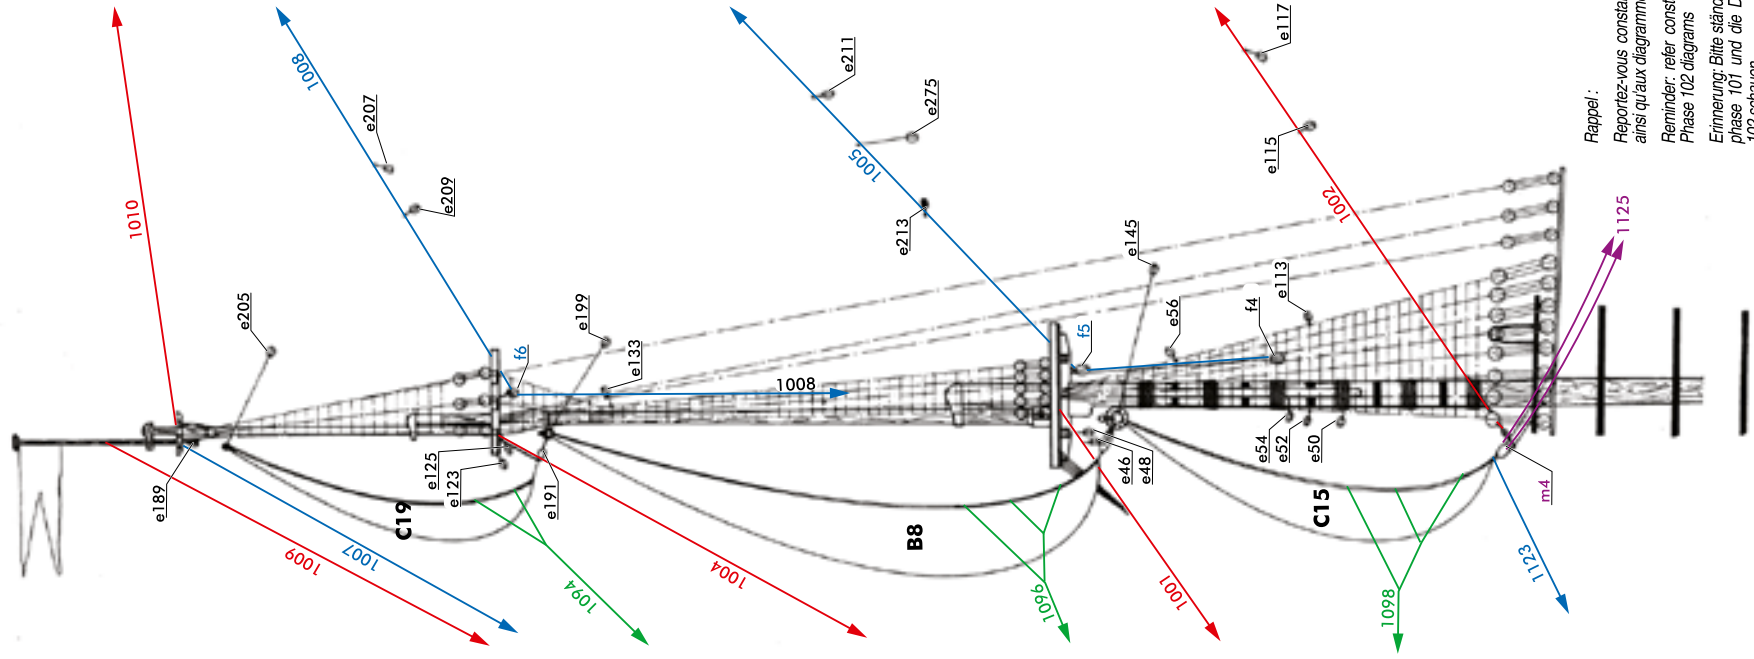 1010
1008
e207
e209
e211
e275
1005
e213
e117
e115
1002
Rappel :
Reportez-vous consta
ainsi qu'aux diagramm
Reminder: refer const
Phase 102 diagrams
Erinnerung: Bitte stän
phase 101 und die D
102 schauen
1125
e145
e113
e56
f4
f5
e205
e199
e133
f6
1008
e189
e125
e123
e191
C19
B8
e46
e48
e54
e52
e50
C15
m4
1009
1007
1094
1004
1096
1001
1098
1123